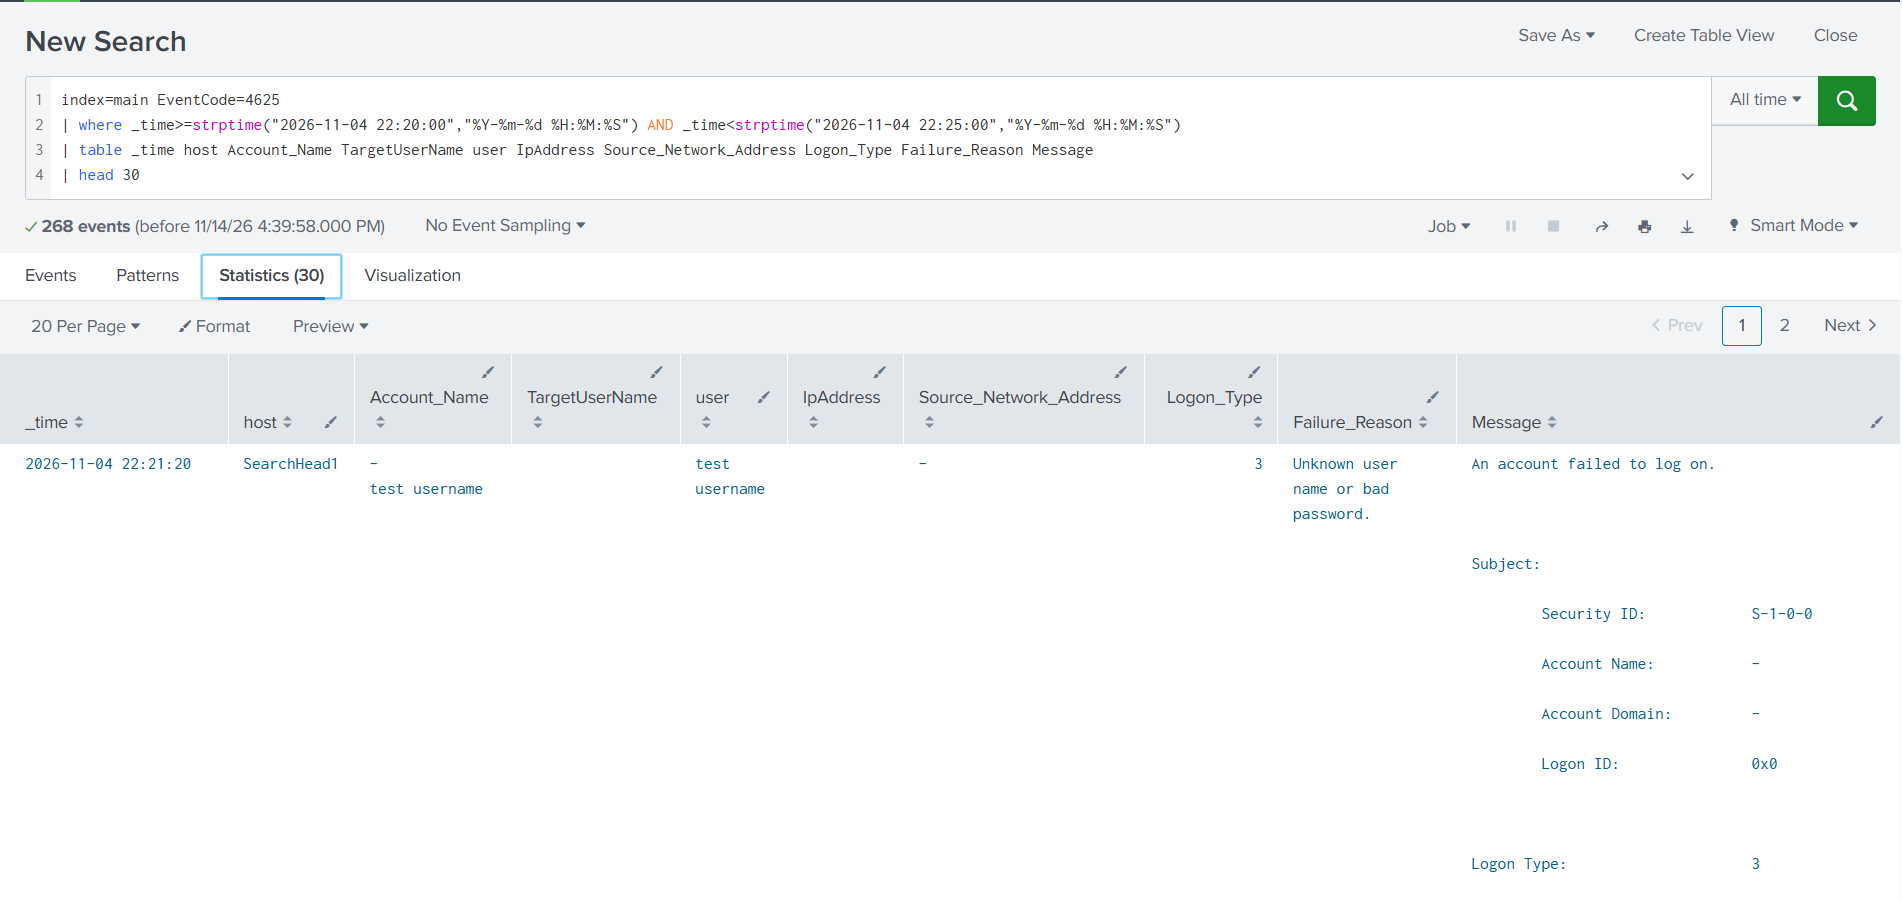 New Search
Save As
Create Table View
Close
1 index=main EventCode=4625
2 | where _time>=strptime("2026-11-04 22:20:00","%Y-%m-%d %H:%M:%S") AND _time<strptime("2026-11-04 22:25:00","%Y-%m-%d %H:%M:%S")
3 | table _time host Account_Name TargetUserName user IpAddress Source_Network_Address Logon_Type Failure_Reason Message
4 | head 30
All time
268 events (before 11/14/26 4:39:58.000 PM)
No Event Sampling
Job
Smart Mode
Events
Patterns
Statistics (30)
Visualization
20 Per Page
Format
Preview
Prev
1
2
Next
_time
host
Account_Name
TargetUserName
user
IpAddress
Source_Network_Address
Logon_Type
Failure_Reason
Message
2026-11-04 22:21:20
SearchHead1
-
test username
test
username
-
3
Unknown user
name or bad
password.
An account failed to log on.
Subject:
Security ID: S-1-0-0
Account Name: -
Account Domain: -
Logon ID: 0x0
Logon Type: 3